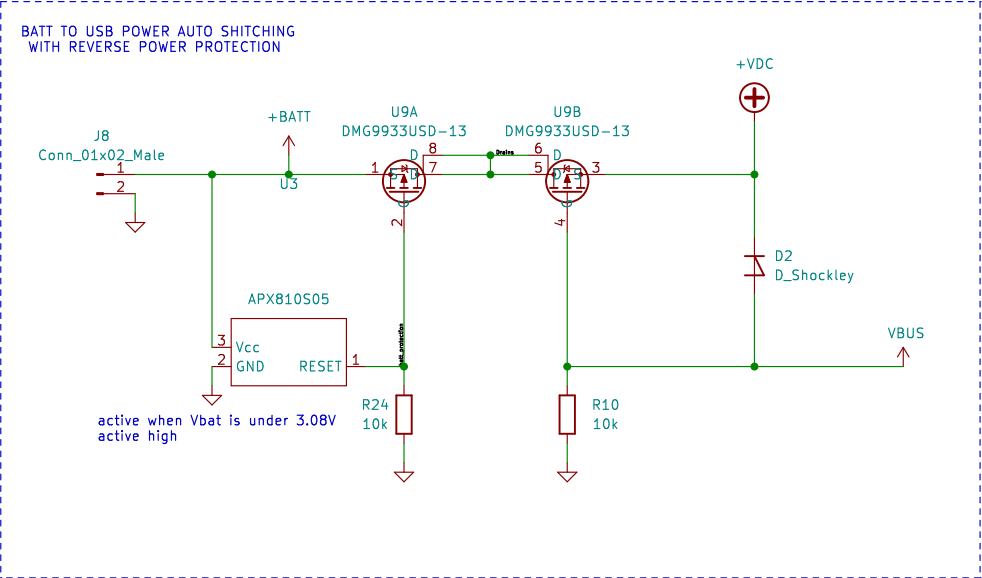 BATT TO USB POWER AUTO SHITCHING
WITH REVERSE POWER PROTECTION
+VDC
+BATT
U9A
DMG9933USD-13
U9B
DMG9933USD-13
J8
Conn_01x02_Male
1
2
U3
1
D
8
7
S
D
G
2
Drains
6
D
5
3
D
S
G
4
D2
D_Shockley
APX810S05
VBUS
3
Vcc
2
GND
RESET
1
batt_protection
R24
10k
R10
10k
active when Vbat is under 3.08V
active high